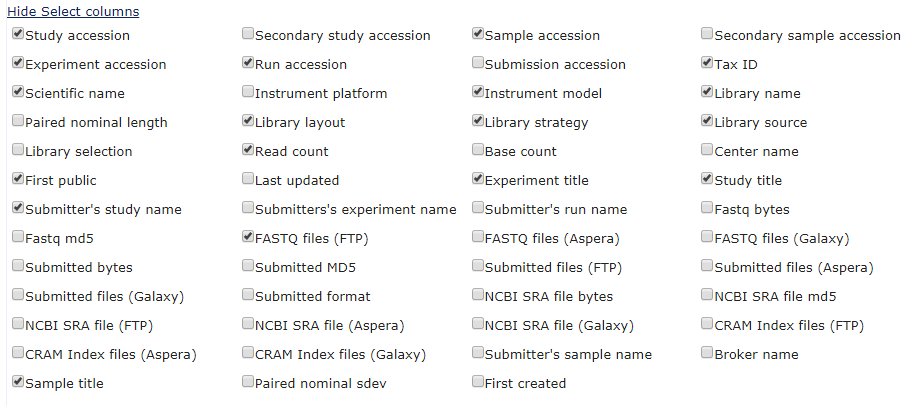 Hide Select columns
Study accession Secondary study accession Sample accession Secondary sample accession
Experiment accession Run accession Submission accession Tax ID
Scientific name Instrument platform Instrument model Library name
Paired nominal length Library layout Library strategy Library source
Library selection Read count Base count Center name
First public Last updated Experiment title Study title
Submitter's study name Submitters's experiment name Submitter's run name Fastq bytes
Fastq md5 FASTQ files (FTP) FASTQ files (Aspera) FASTQ files (Galaxy)
Submitted bytes Submitted MD5 Submitted files (FTP) Submitted files (Aspera)
Submitted files (Galaxy) Submitted format NCBI SRA file bytes NCBI SRA file md5
NCBI SRA file (FTP) NCBI SRA file (Aspera) NCBI SRA file (Galaxy) CRAM Index files (FTP)
CRAM Index files (Aspera) CRAM Index files (Galaxy) Submitter's sample name Broker name
Sample title Paired nominal sdev First created